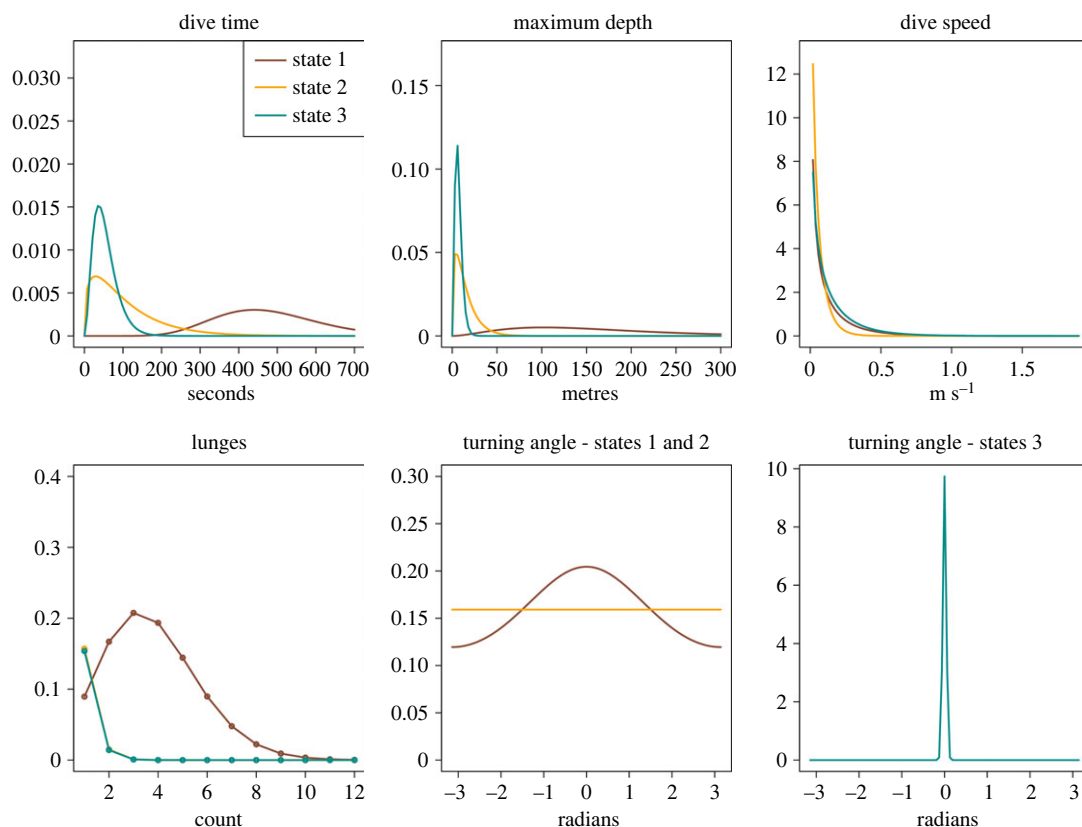 dive time
maximum depth
dive speed
0.030
0.025
0.020
0.015
0.010
0.005
0
state 1
state 2
state 3
0 100 200 300 400 500 600 700
seconds
0.15
0.10
0.05
0
0 50 100 150 200 250 300
metres
12
10
8
6
4
2
0
0 0.5 1.0 1.5
m s⁻¹
lunges
turning angle - states 1 and 2
turning angle - states 3
0.4
0.3
0.2
0.1
0
2 4 6 8 10 12
count
0.30
0.25
0.20
0.15
0.10
0.05
0
–3 –2 –1 0 1 2 3
radians
10
8
6
4
2
0
–3 –2 –1 0 1 2 3
radians